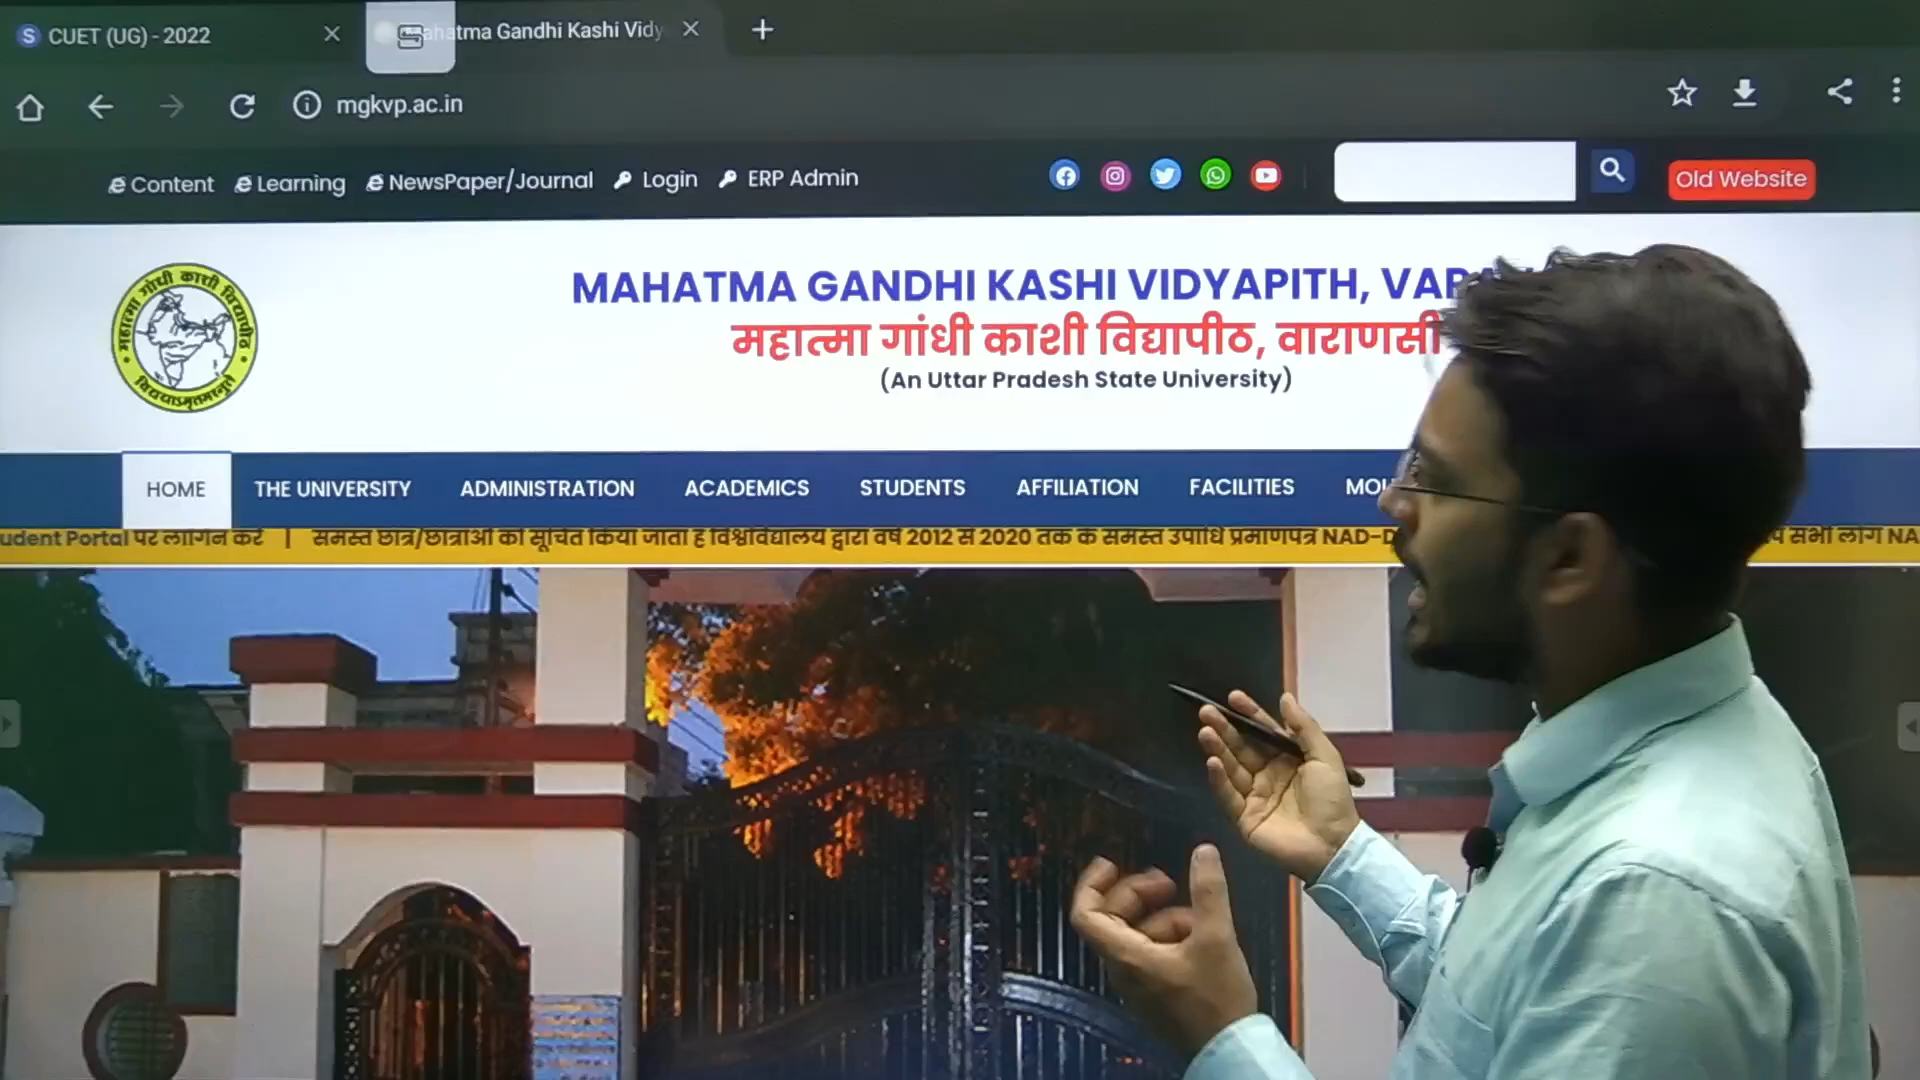 CUET (UG) - 2022
atma Gandhi Kashi Vidy
mgkvp.ac.in
Content Learning NewsPaper/Journal Login ERP Admin
Old Website
महात्मा गांधी काशी विद्यापीठ
MAHATMA GANDHI KASHI VIDYAPITH,
महात्मा गांधी काशी विद्यापीठ, वाराणसी
(An Uttar Pradesh State University)
HOME THE UNIVERSITY ADMINISTRATION ACADEMICS STUDENTS AFFILIATION FACILITIES
udent Portal पर लॉगिन करें | समस्त छात्र/छात्राओं को सूचित किया जाता है विश्वविद्यालय द्वारा वर्ष 2012 से 2020 तक के समस्त उपाधि प्रमाणपत्र NAD-D सभी लोग NA